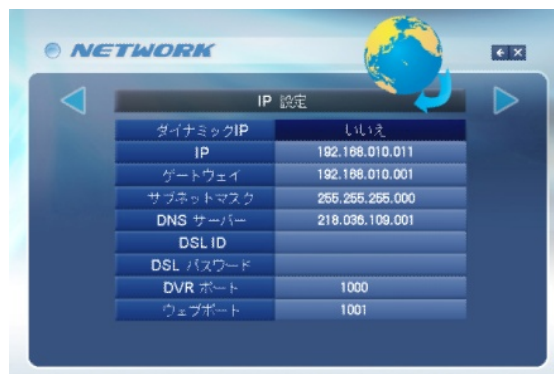 NETWORK
IP 設定
ダイナミックIP いいえ
IP 192.168.010.011
ゲートウェイ 192.168.010.001
サブネットマスク 255.255.255.000
DNS サーバー 218.036.109.001
DSL ID
DSL パスワード
DVR ポート 1000
ウェブポート 1001